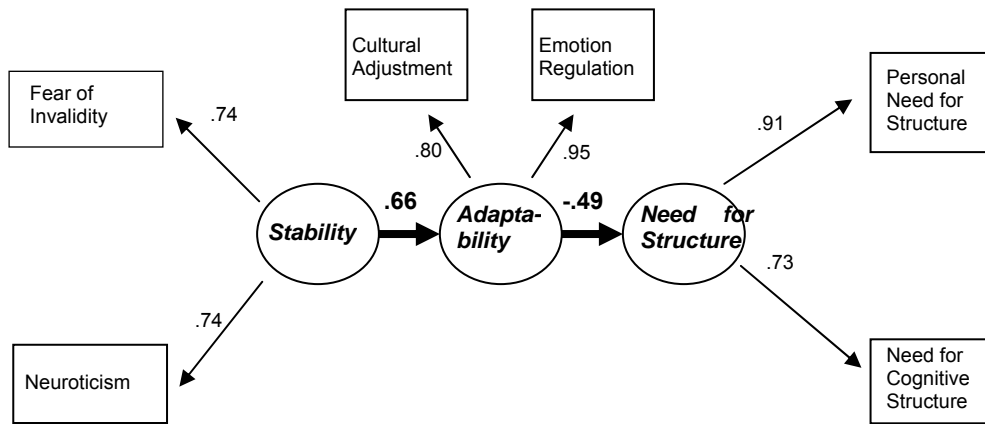 Cultural
Adjustment
Emotion
Regulation
Fear of
Invalidity
Personal
Need for
Structure
.74
.80
.95
.91
.66
-.49
Stability
Adapta-
bility
Need for
Structure
.74
.73
Neuroticism
Need for
Cognitive
Structure